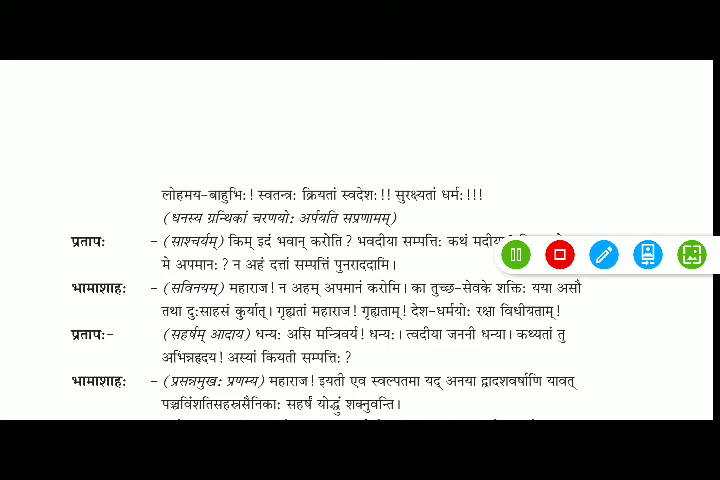 लोहमय-बाहुभिः! स्वतन्त्रः क्रियतां स्वदेशः!! सुरक्ष्यतां धर्मः!!!
(धनस्य ग्रन्थिकां चरणयोः अर्पयति सप्रणामम्)
प्रतापः - (साश्चर्यम्) किम् इदं भवान् करोति? भवदीया सम्पत्तिः कथं
मे अपमानः? न अहं दत्तां सम्पत्तिं पुनराददामि।
भामाशाहः - (सविनयम्) महाराज! न अहम् अपमानं करोमि। का तुच्छ-सेवके शक्तिः यया असौ
तथा दुःसाहसं कुर्यात्। गृह्यतां महाराज! गृह्यताम्! देश-धर्मयोः रक्षा विधीयताम्!
प्रतापः- (सहर्षम् आदाय) धन्यः असि मन्त्रिवर्य! धन्यः। त्वदीया जननी धन्या। कथ्यतां तु
अभिन्नहृदय! अस्यां कियती सम्पत्तिः?
भामाशाहः - (प्रसन्नमुखः प्रणम्य) महाराज! इयती एव स्वल्पतमा यद् अनया द्वादशवर्षाणि यावत्
पञ्चविंशतिसहस्रसैनिकाः सहर्षं योद्धुं शक्नुवन्ति।